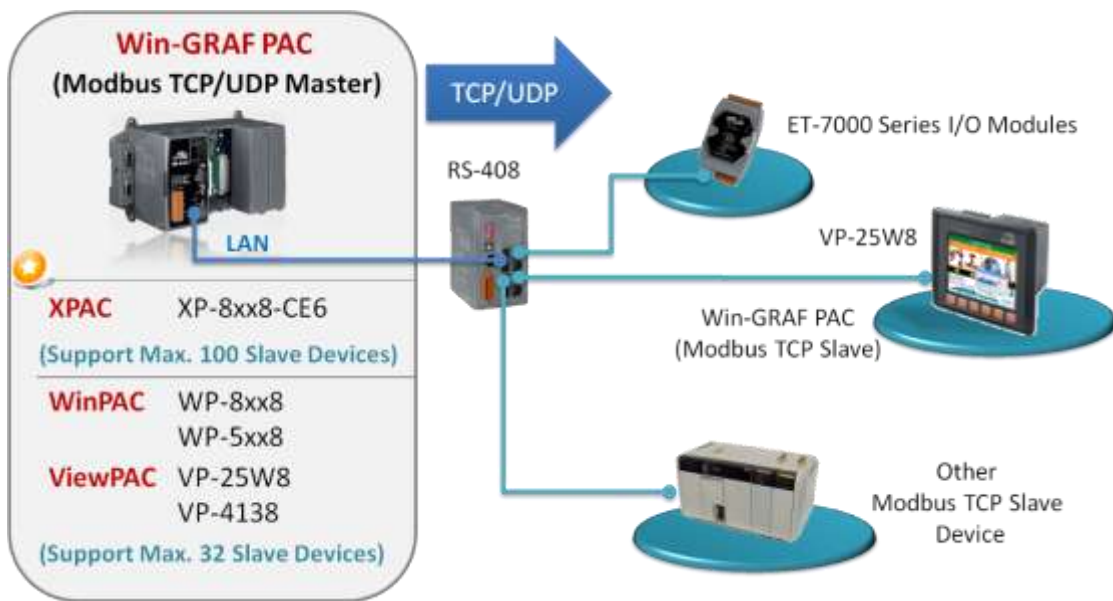 Win-GRAF PAC
(Modbus TCP/UDP Master)
LAN
XPAC XP-8xx8-CE6
(Support Max. 100 Slave Devices)
WinPAC WP-8xx8
WP-5xx8
ViewPAC VP-25W8
VP-4138
(Support Max. 32 Slave Devices)
TCP/UDP
RS-408
ET-7000 Series I/O Modules
VP-25W8
Win-GRAF PAC
(Modbus TCP Slave)
Other
Modbus TCP Slave
Device